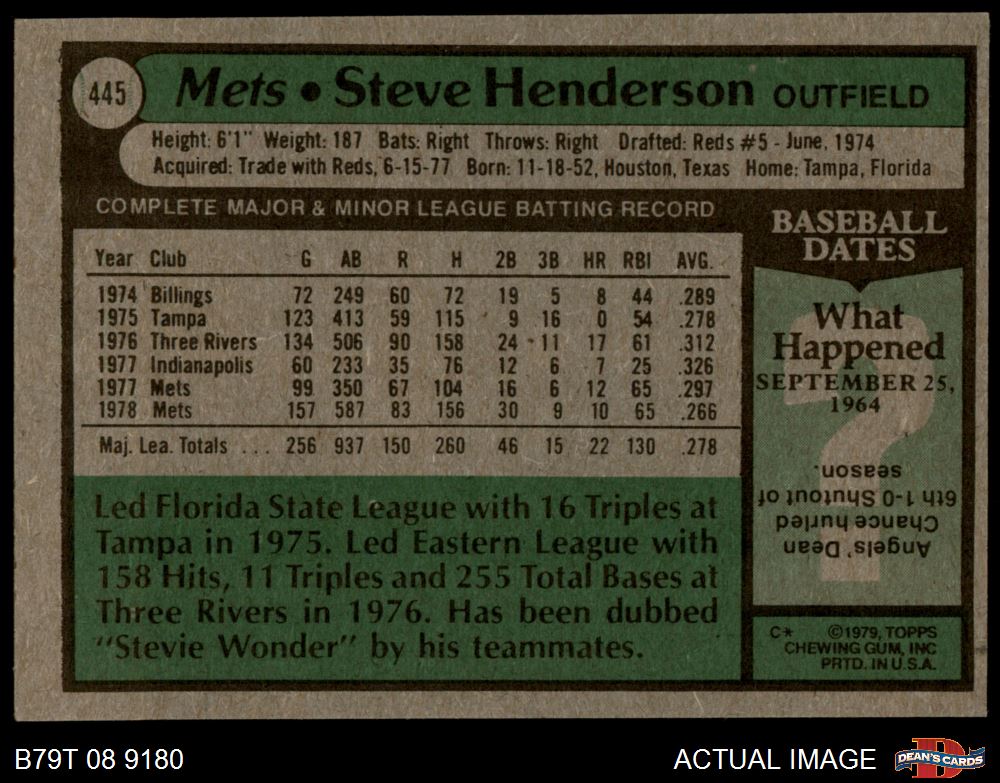 445
Mets • Steve Henderson OUTFIELD
Height: 6'1" Weight: 187 Bats: Right Throws: Right Drafted: Reds #5 - June, 1974
Acquired: Trade with Reds, 6-15-77 Born: 11-18-52, Houston, Texas Home: Tampa, Florida
COMPLETE MAJOR & MINOR LEAGUE BATTING RECORD
Year Club G AB R H 2B 3B HR RBI AVG.
1974 Billings 72 249 60 72 19 5 8 44 .289
1975 Tampa 123 413 59 115 9 16 0 54 .278
1976 Three Rivers 134 506 90 158 24 11 17 61 .312
1977 Indianapolis 60 233 35 76 12 6 7 25 .326
1977 Mets 99 350 67 104 16 6 12 65 .297
1978 Mets 157 587 83 156 30 9 10 65 .266
Maj. Lea. Totals ... 256 937 150 260 46 15 22 130 .278
Led Florida State League with 16 Triples at
Tampa in 1975. Led Eastern League with
158 Hits, 11 Triples and 255 Total Bases at
Three Rivers in 1976. Has been dubbed
"Stevie Wonder" by his teammates.
BASEBALL
DATES
What
Happened
SEPTEMBER 25,
1964
?
Angels' Dean
Chance hurled
6th 1-0 Shutout of
season.
C* ©1979, TOPPS
CHEWING GUM, INC
PRTD. IN U.S.A.
B79T 08 9180
ACTUAL IMAGE
D
DEAN'S CARDS